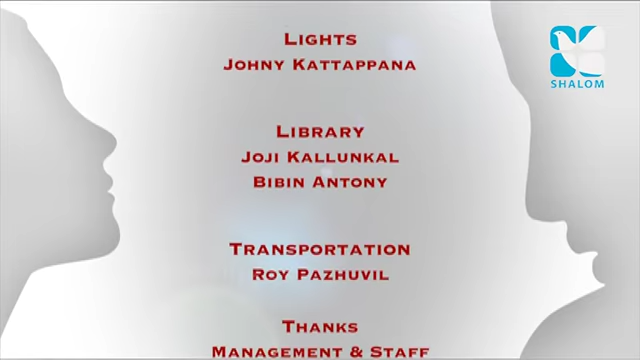 LIGHTS
JOHNY KATTAPPANA
SHALOM
LIBRARY
JOJI KALLUNKAL
BIBIN ANTONY
TRANSPORTATION
ROY PAZHUVIL
THANKS
MANAGEMENT & STAFF